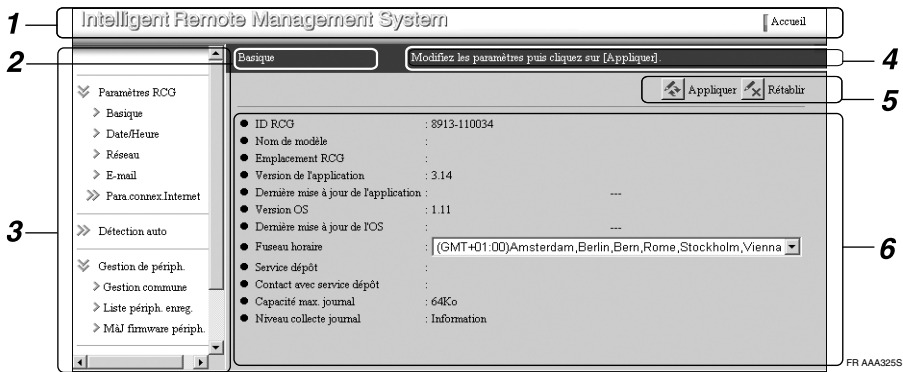 1
Intelligent Remote Management System
Accueil
2
Basique
Modifiez les paramètres puis cliquez sur [Appliquer].
4
Appliquer
Rétablir
5
3
Paramètres RCG
Basique
Date/Heure
Réseau
E-mail
Para.connex.Internet
Détection auto
Gestion de périph.
Gestion commune
Liste périph. enreg.
MàJ firmware périph.
ID RCG : 8913-110034
Nom de modèle :
Emplacement RCG :
Version de l'application : 3.14
Dernière mise à jour de l'application : ---
Version OS : 1.11
Dernière mise à jour de l'OS : ---
Fuseau horaire : (GMT+01:00)Amsterdam,Berlin,Bern,Rome,Stockholm,Vienna
Service dépôt :
Contact avec service dépôt :
Capacité max. journal : 64Ko
Niveau collecte journal : Information
6
FR AAA325S